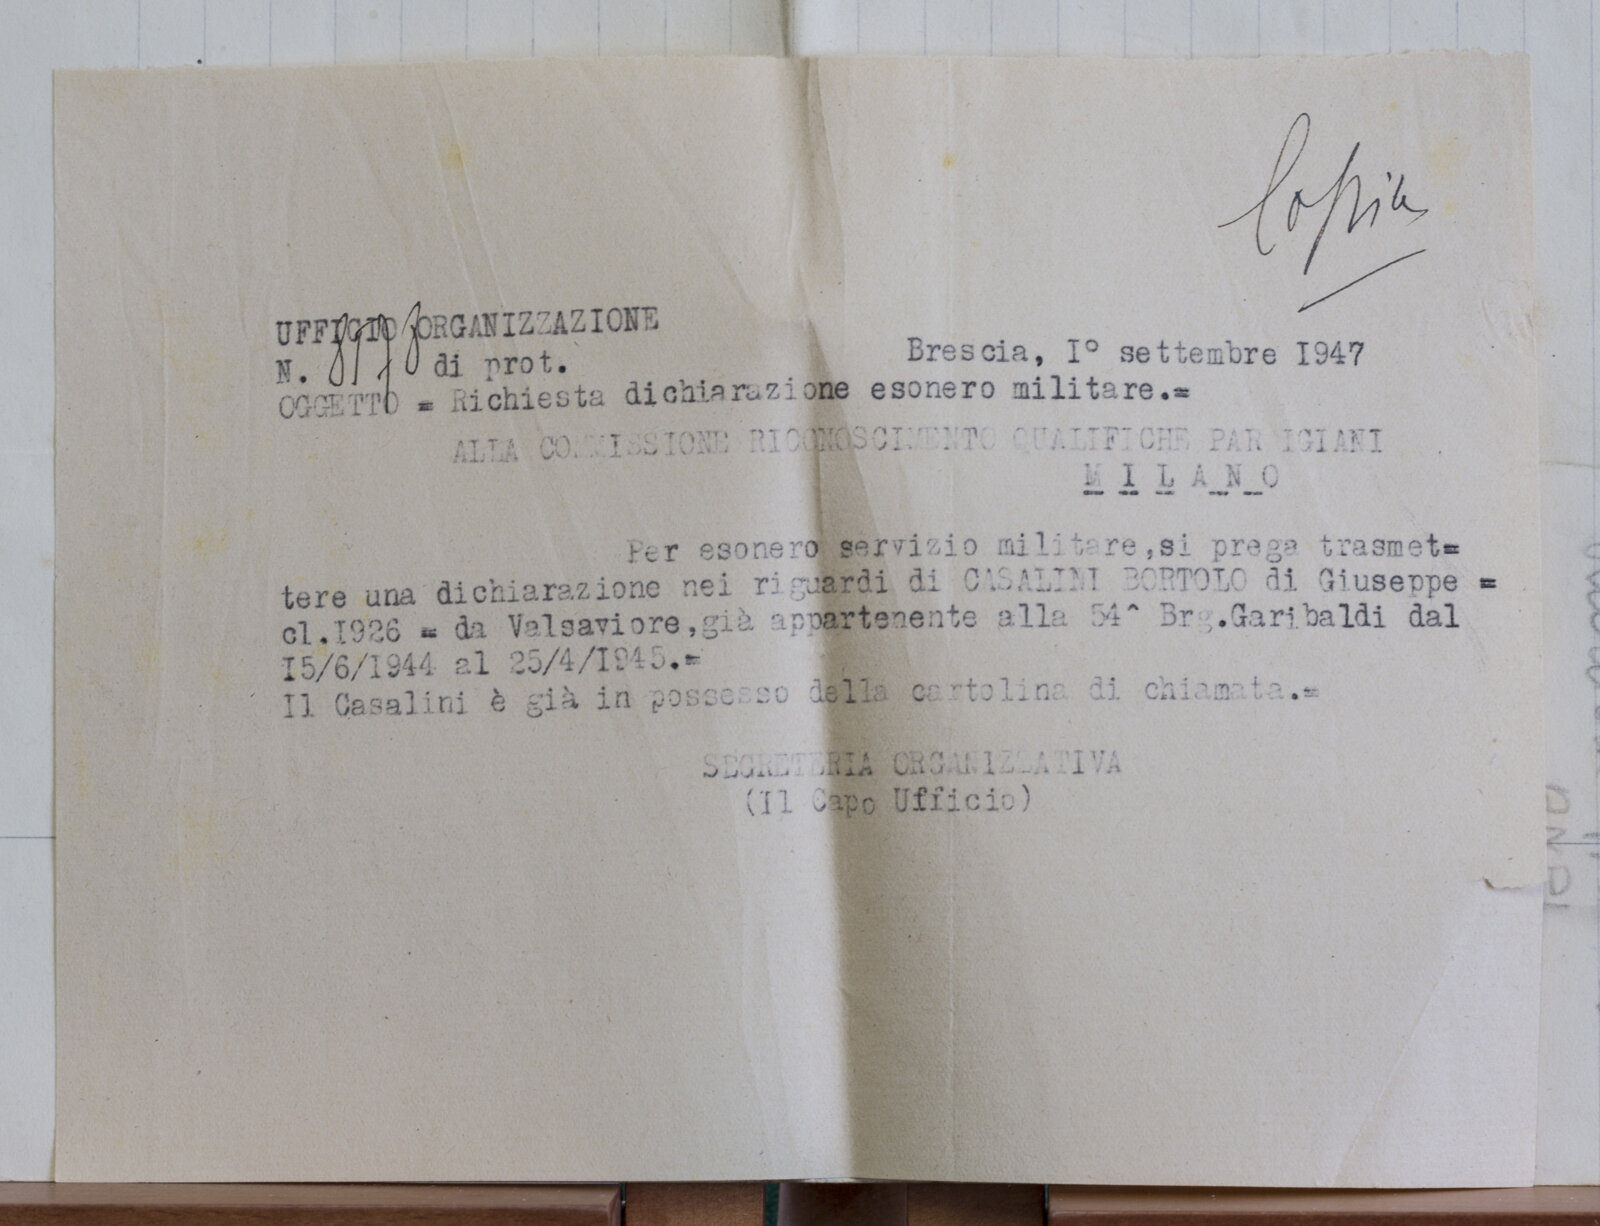 Copia
UFFICIO ORGANIZZAZIONE
N. di prot.
Brescia, I° settembre I947
OGGETTO = Richiesta dichiarazione esonero militare.=
ALLA COMMISSIONE RICONOSCIMENTO QUALIFICHE PARTIGIANI
M I L A N O
Per esonero servizio militare,si prega trasmet=
tere una dichiarazione nei riguardi di CASALINI BORTOLO di Giuseppe =
cl.I926 = da Valsaviore,già appartenente alla 54^ Brg.Garibaldi dal
I5/6/I944 al 25/4/I945.=
Il Casalini è già in possesso della cartolina di chiamata.=
SEGRETERIA ORGANIZZATIVA
(Il Capo Ufficio)